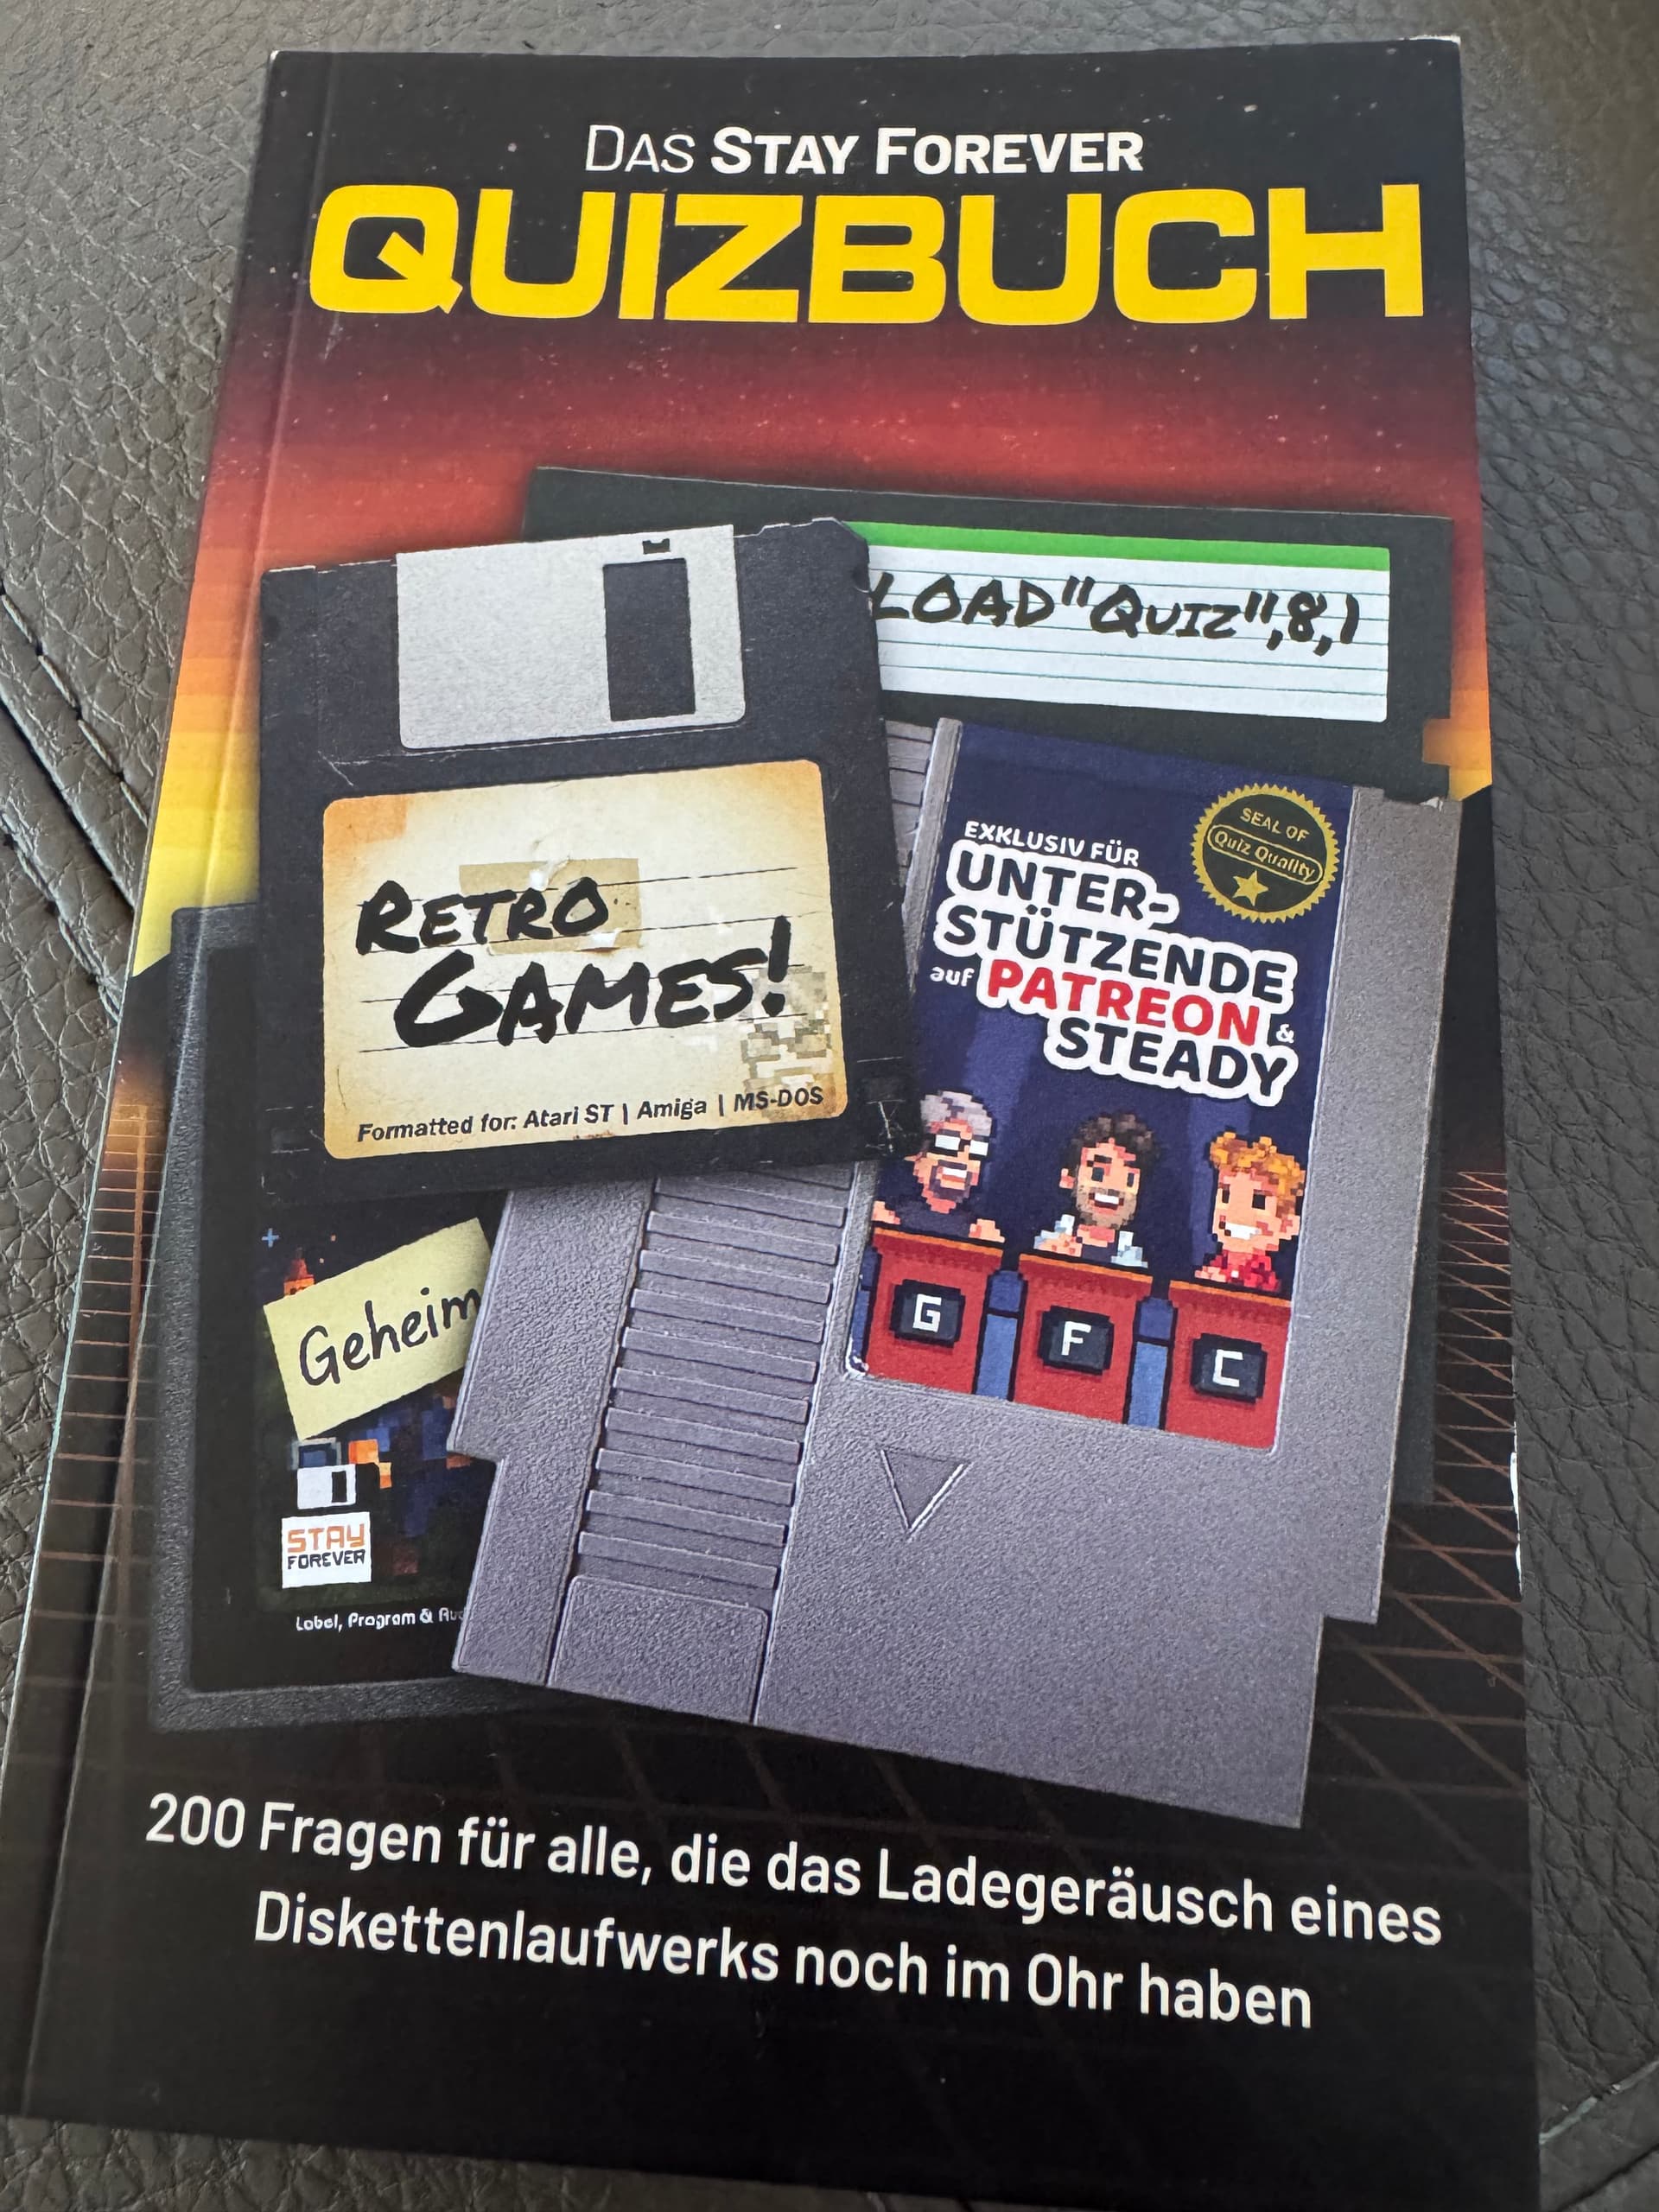 DAS STAY FOREVER
QUIZBUCH
LOAD"QUIZ",8,1
RETRO
GAMES!
Formatted for: Atari ST | Amiga | MS-DOS
EXKLUSIV FÜR
UNTER-
STÜTZENDE
auf PATREON &
STEADY
SEAL OF
Quiz Quality
G
F
C
Geheim
STAY
FOREVER
Label, Program &
200 Fragen für alle, die das Ladegeräusch eines
Diskettenlaufwerks noch im Ohr haben